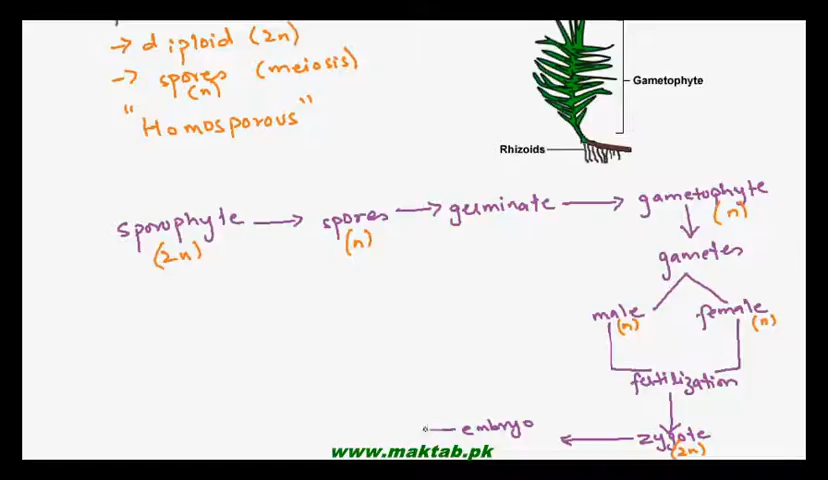 → diploid (2n)
→ spores (meiosis)
(n)
"Homosporous"
Gametophyte
Rhizoids
sporophyte → spores → germinate → gametophyte
(2n) (n) (n)
gametes
male female
(n) (n)
fertilization
embryo ← zygote
(2n)
www.maktab.pk